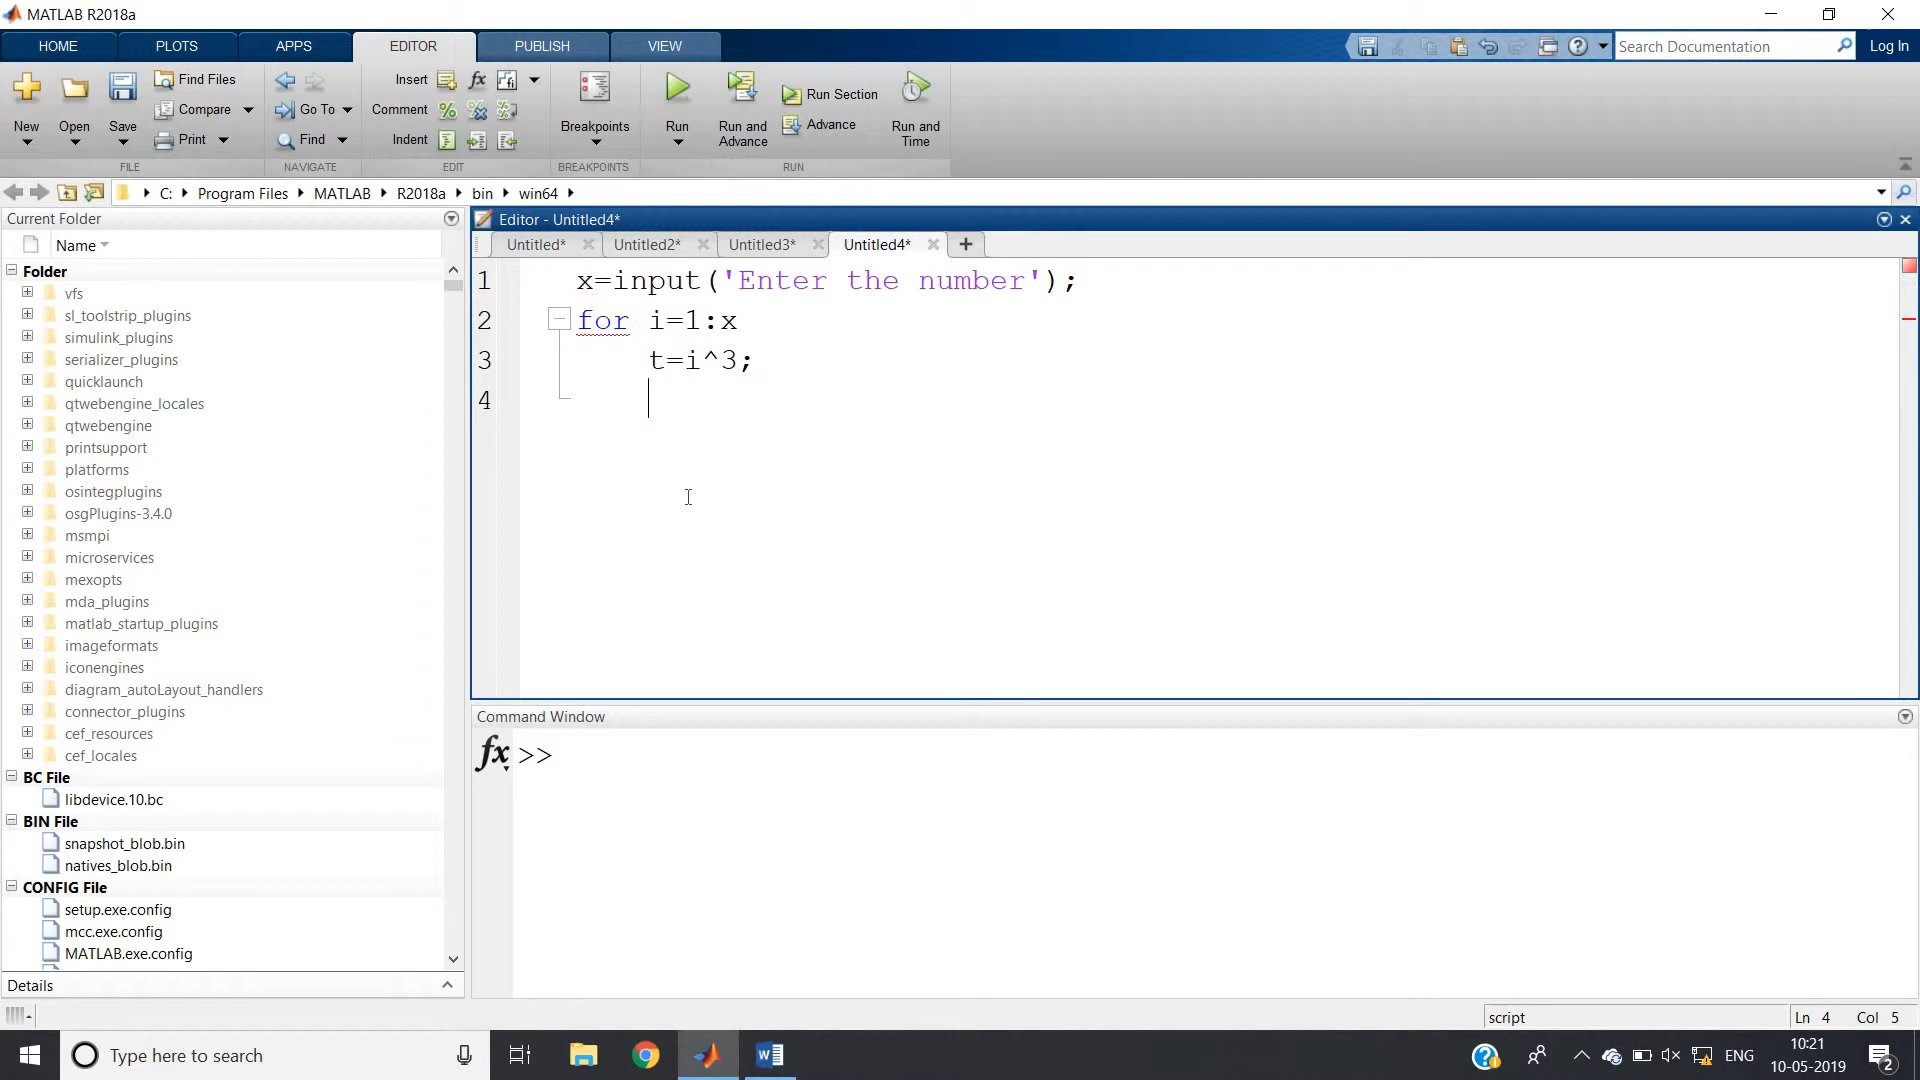 MATLAB R2018a
HOME PLOTS APPS EDITOR PUBLISH VIEW Search Documentation Log In
New Open Save Find Files Compare Print
Go To Find
Insert fx
Comment
Indent
Breakpoints Run Run and Advance Run Section Advance Run and Time
FILE NAVIGATE EDIT BREAKPOINTS RUN
C: Program Files MATLAB R2018a bin win64
Current Folder
Name
Folder
vfs
sl_toolstrip_plugins
simulink_plugins
serializer_plugins
quicklaunch
qtwebengine_locales
qtwebengine
printsupport
platforms
osintegplugins
osgPlugins-3.4.0
msmpi
microservices
mexopts
mda_plugins
matlab_startup_plugins
imageformats
iconengines
diagram_autoLayout_handlers
connector_plugins
cef_resources
cef_locales
BC File
libdevice.10.bc
BIN File
snapshot_blob.bin
natives_blob.bin
CONFIG File
setup.exe.config
mcc.exe.config
MATLAB.exe.config
Details
Editor - Untitled4*
Untitled* Untitled2* Untitled3* Untitled4*
1 x=input('Enter the number');
2 for i=1:x
3 t=i^3;
4
Command Window
fx >>
script Ln 4 Col 5
Type here to search
ENG
10:21
10-05-2019
2